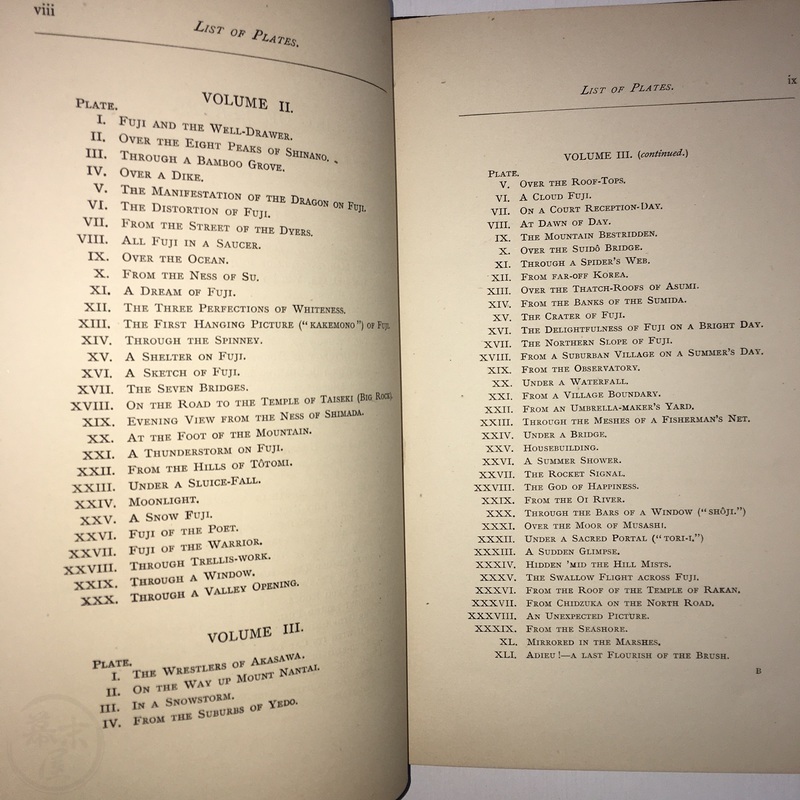 viii
List of Plates.
VOLUME II.
Plate.
I. Fuji and the Well-Drawer.
II. Over the Eight Peaks of Shinano.
III. Through a Bamboo Grove.
IV. Over a Dike.
V. The Manifestation of the Dragon on Fuji.
VI. The Distortion of Fuji.
VII. From the Street of the Dyers.
VIII. All Fuji in a Saucer.
IX. Over the Ocean.
X. From the Ness of Su.
XI. A Dream of Fuji.
XII. The Three Perfections of Whiteness.
XIII. The First Hanging Picture ("kakemono") of Fuji.
XIV. Through the Spinney.
XV. A Shelter on Fuji.
XVI. A Sketch of Fuji.
XVII. The Seven Bridges.
XVIII. On the Road to the Temple of Taiseki (Big Rock).
XIX. Evening View from the Ness of Shimada.
XX. At the Foot of the Mountain.
XXI. A Thunderstorm on Fuji.
XXII. From the Hills of Tôtomi.
XXIII. Under a Sluice-Fall.
XXIV. Moonlight.
XXV. A Snow Fuji.
XXVI. Fuji of the Poet.
XXVII. Fuji of the Warrior.
XXVIII. Through Trellis-work.
XXIX. Through a Window.
XXX. Through a Valley Opening.
VOLUME III.
Plate.
I. The Wrestlers of Akasawa.
II. On the Way up Mount Nantai.
III. In a Snowstorm.
IV. From the Suburbs of Yedo.
List of Plates.
ix
VOLUME III. (continued.)
Plate.
V. Over the Roof-Tops.
VI. A Cloud Fuji.
VII. On a Court Reception-Day.
VIII. At Dawn of Day.
IX. The Mountain Bestridden.
X. Over the Suidô Bridge.
XI. Through a Spider's Web.
XII. From far-off Korea.
XIII. Over the Thatch-Roofs of Asumi.
XIV. From the Banks of the Sumida.
XV. The Crater of Fuji.
XVI. The Delightfulness of Fuji on a Bright Day.
XVII. The Northern Slope of Fuji.
XVIII. From a Suburban Village on a Summer's Day.
XIX. From the Observatory.
XX. Under a Waterfall.
XXI. From a Village Boundary.
XXII. From an Umbrella-maker's Yard.
XXIII. Through the Meshes of a Fisherman's Net.
XXIV. Under a Bridge.
XXV. Housebuilding.
XXVI. A Summer Shower.
XXVII. The Rocket Signal.
XXVIII. The God of Happiness.
XXIX. From the Oi River.
XXX. Through the Bars of a Window ("shôji.")
XXXI. Over the Moor of Musashi.
XXXII. Under a Sacred Portal ("tori-i.")
XXXIII. A Sudden Glimpse.
XXXIV. Hidden 'mid the Hill Mists.
XXXV. The Swallow Flight across Fuji.
XXXVI. From the Roof of the Temple of Rakan.
XXXVII. From Chidzuka on the North Road.
XXXVIII. An Unexpected Picture.
XXXIX. From the Seashore.
XL. Mirrored in the Marshes.
XLI. Adieu!—a last Flourish of the Brush.
B